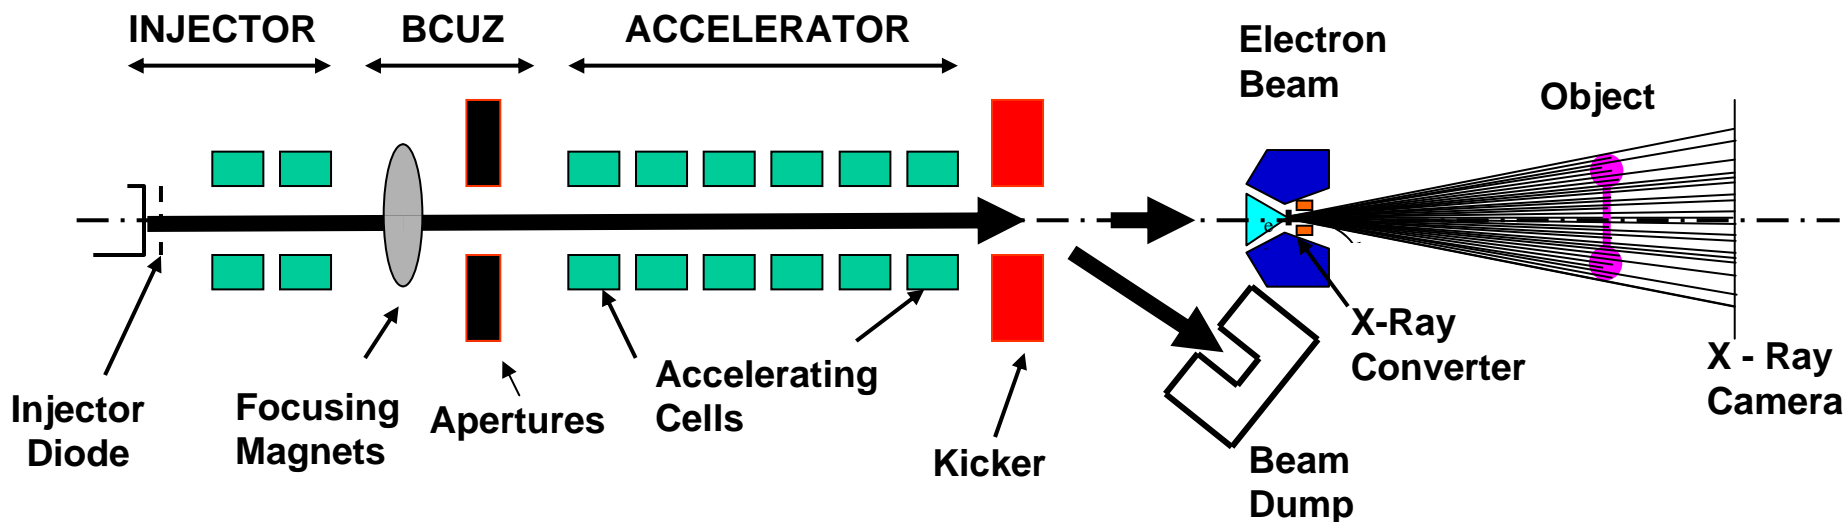 INJECTOR
BCUZ
ACCELERATOR
Electron
Beam
Object
e
Injector
Diode
Focusing
Magnets
Apertures
Accelerating
Cells
Kicker
X-Ray
Converter
Beam
Dump
X - Ray
Camera